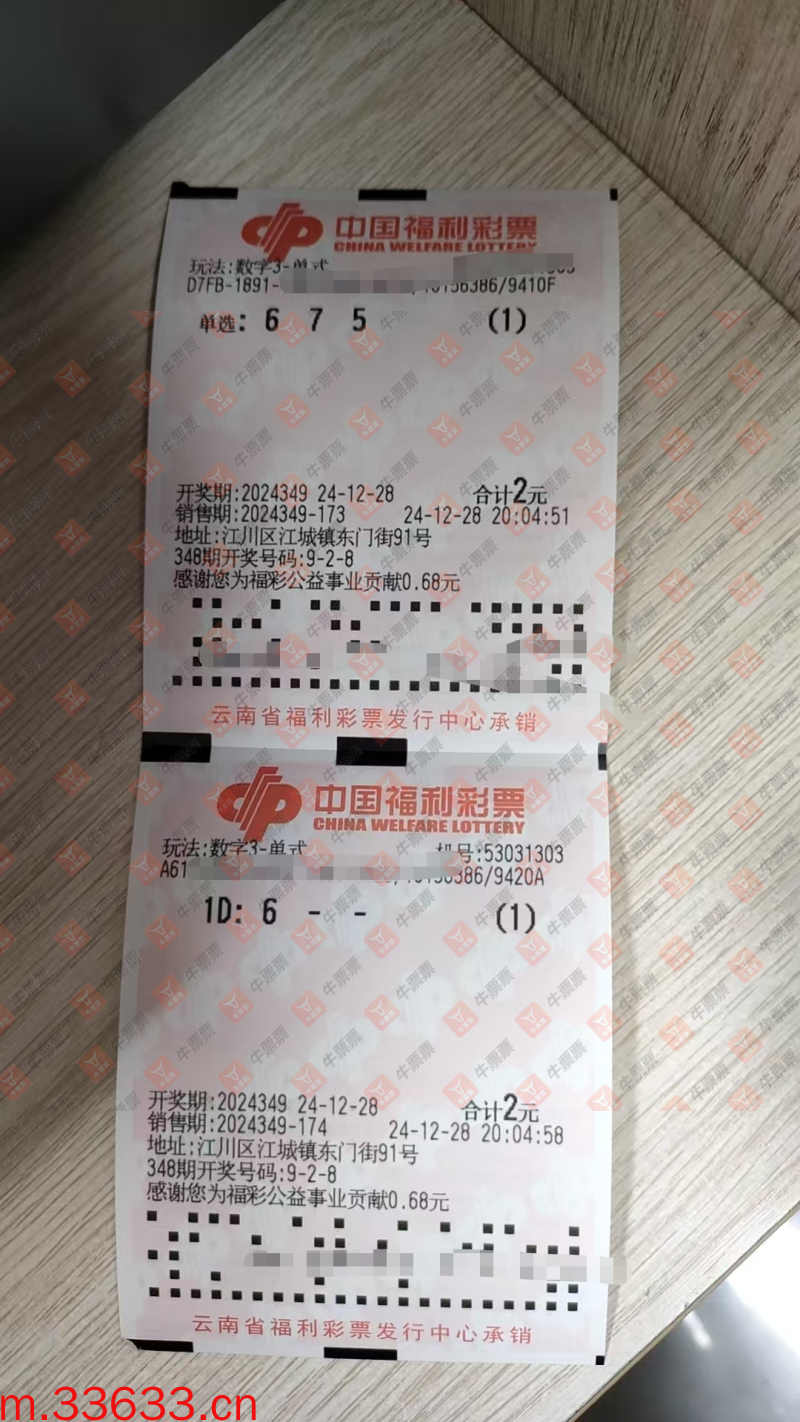 中国福利彩票
CHINA WELFARE LOTTERY
玩法:数字3-单式
D7FB-1891- 386/9410F
单选: 6 7 5 (1)
开奖期:2024349 24-12-28 合计2元
销售期:2024349-173 24-12-28 20:04:51
地址:江川区江城镇东门街91号
348期开奖号码:9-2-8
感谢您为福彩公益事业贡献0.68元
云南省福利彩票发行中心承销
中国福利彩票
CHINA WELFARE LOTTERY
玩法:数字3-单式 机号:53031303
A61 386/9420A
1D: 6 - - (1)
开奖期:2024349 24-12-28 合计2元
销售期:2024349-174 24-12-28 20:04:58
地址:江川区江城镇东门街91号
348期开奖号码:9-2-8
感谢您为福彩公益事业贡献0.68元
云南省福利彩票发行中心承销
牛票票
m.33633.cn